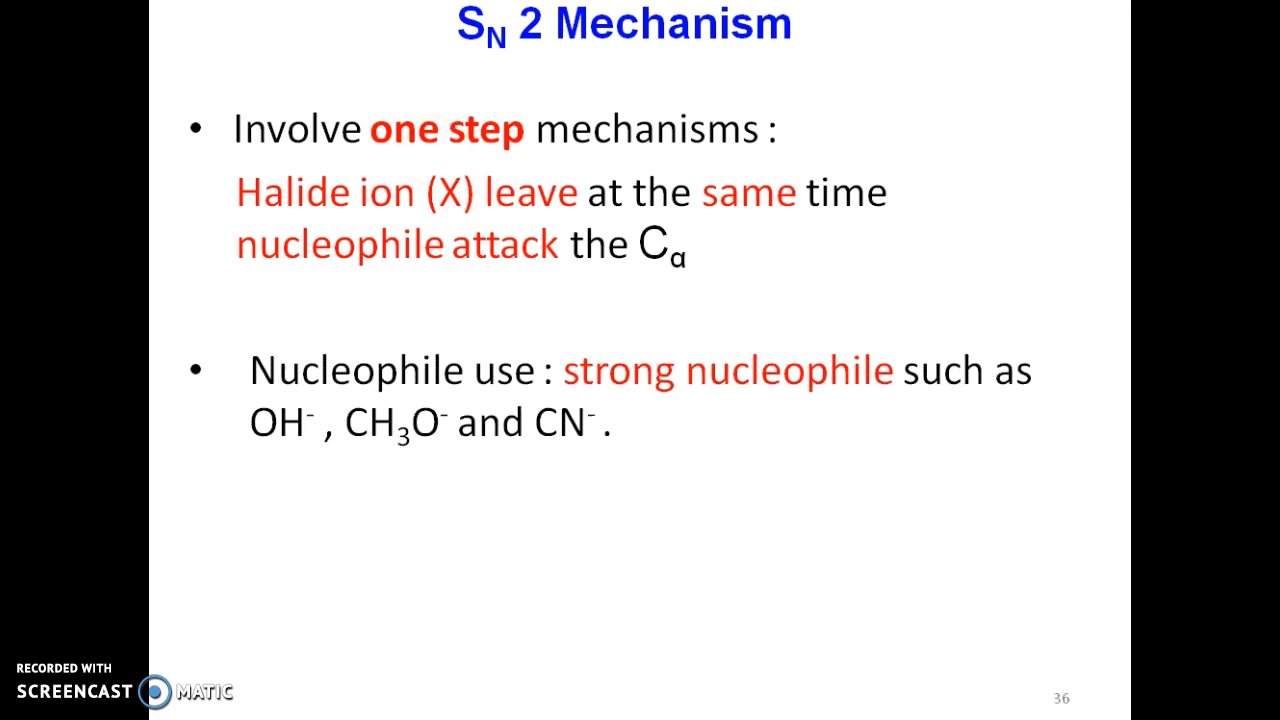 S_N 2 Mechanism
• Involve one step mechanisms :
Halide ion (X) leave at the same time
nucleophile attack the Cα
• Nucleophile use : strong nucleophile such as
OH⁻ , CH₃O⁻ and CN⁻ .
RECORDED WITH
SCREENCAST MATIC
36